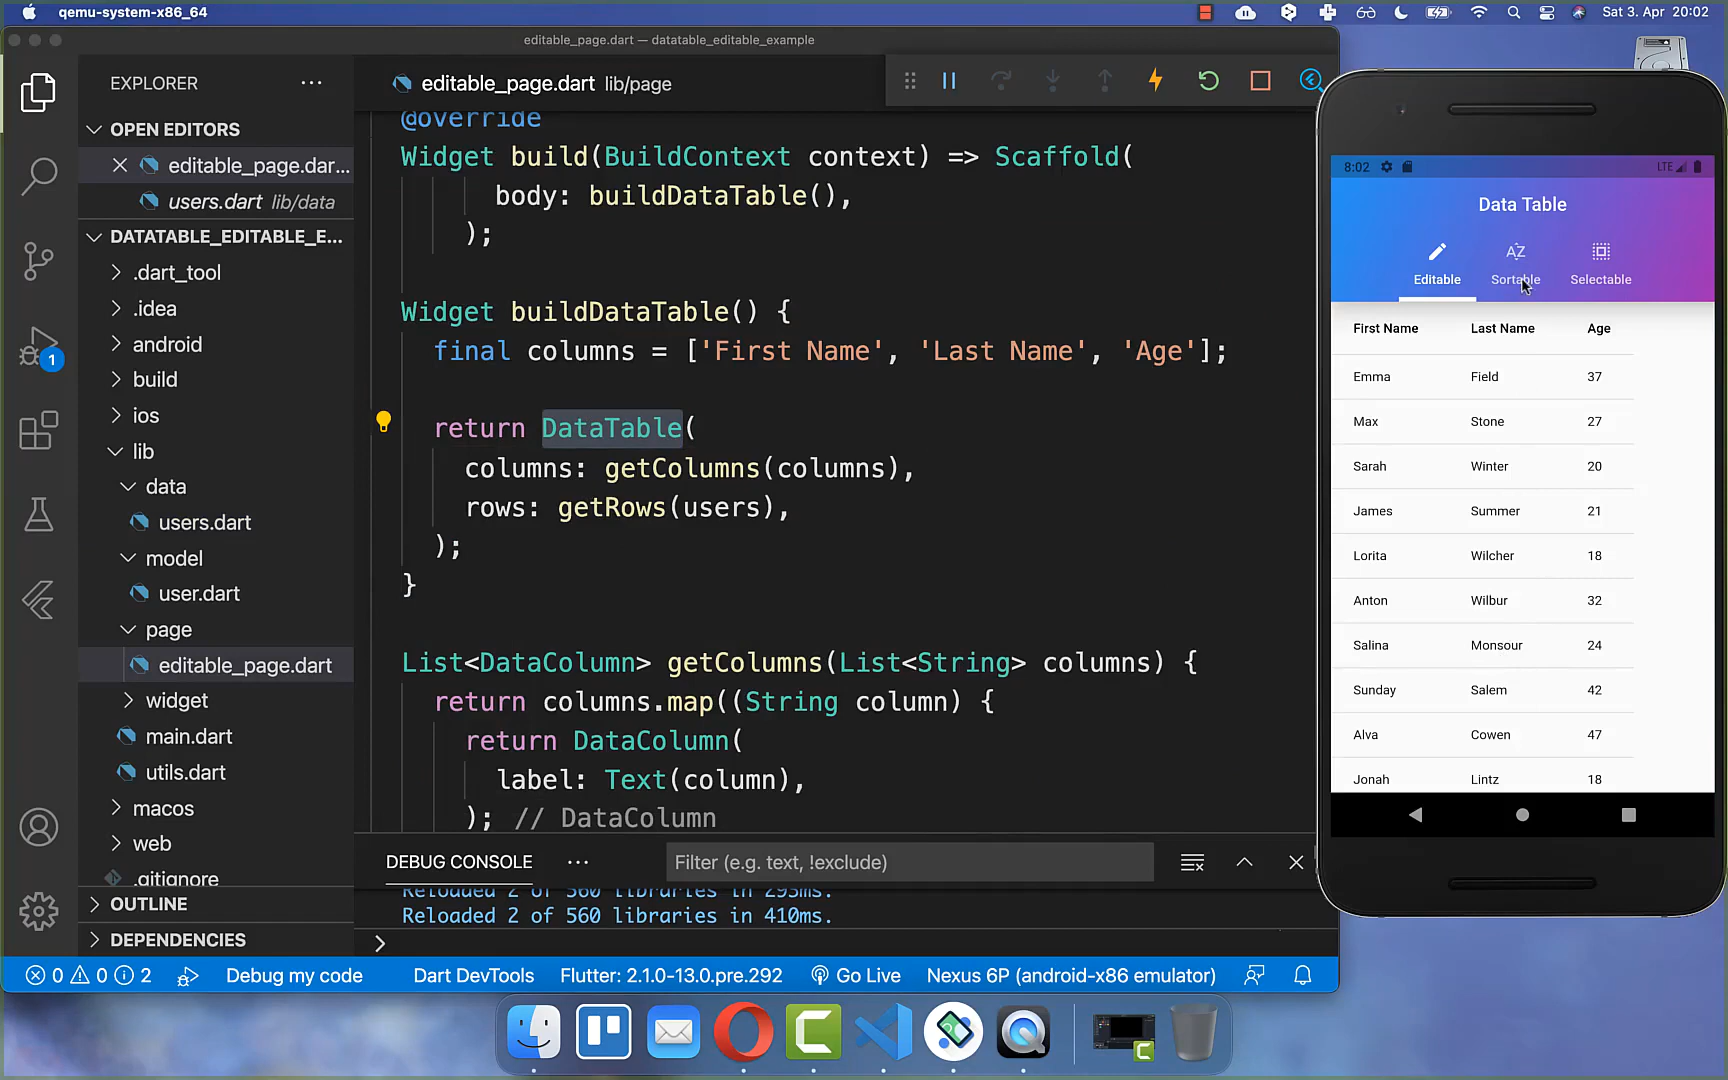 qemu-system-x86_64
Sat 3. Apr 20:02
editable_page.dart — datatable_editable_example
EXPLORER
OPEN EDITORS
editable_page.dar...
users.dart lib/data
DATATABLE_EDITABLE_E...
.dart_tool
.idea
android
build
ios
lib
data
users.dart
model
user.dart
page
editable_page.dart
widget
main.dart
utils.dart
macos
web
.gitignore
OUTLINE
DEPENDENCIES
1
editable_page.dart lib/page
@override
Widget build(BuildContext context) => Scaffold(
body: buildDataTable(),
);
Widget buildDataTable() {
final columns = ['First Name', 'Last Name', 'Age'];
return DataTable(
columns: getColumns(columns),
rows: getRows(users),
);
}
List<DataColumn> getColumns(List<String> columns) {
return columns.map((String column) {
return DataColumn(
label: Text(column),
); // DataColumn
DEBUG CONSOLE
Filter (e.g. text, !exclude)
Reloaded 2 of 560 libraries in 293ms.
Reloaded 2 of 560 libraries in 410ms.
0 0 2 Debug my code Dart DevTools Flutter: 2.1.0-13.0.pre.292 Go Live Nexus 6P (android-x86 emulator)
8:02
LTE
Data Table
Editable Sortable Selectable
First Name Last Name Age
Emma Field 37
Max Stone 27
Sarah Winter 20
James Summer 21
Lorita Wilcher 18
Anton Wilbur 32
Salina Monsour 24
Sunday Salem 42
Alva Cowen 47
Jonah Lintz 18